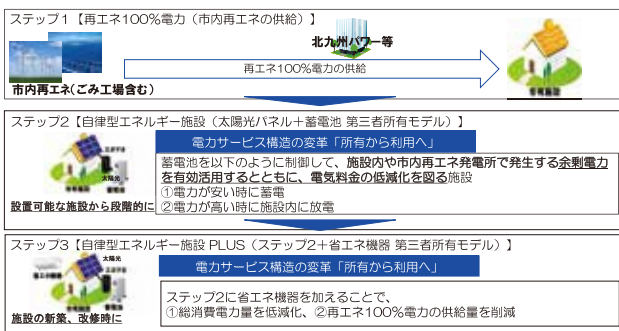 ステップ1【再エネ100%電力（市内再エネの供給）】
北九州パワー等
再エネ100%電力の供給
市内再エネ（ごみ工場含む）
ステップ2【自律型エネルギー施設（太陽光パネル＋蓄電池 第三者所有モデル）】
電力サービス構造の変革「所有から利用へ」
蓄電池を以下のように制御して、施設内や市内再エネ発電所で発生する余剰電力
を有効活用するとともに、電気料金の低減化を図る施設
①電力が安い時に蓄電
②電力が高い時に施設内に放電
太陽光
設置可能な施設から段階的に
ステップ3【自律型エネルギー施設 PLUS（ステップ2＋省エネ機器 第三者所有モデル）】
電力サービス構造の変革「所有から利用へ」
太陽光
ステップ2に省エネ機器を加えることで、
①総消費電力量を低減化、②再エネ100%電力の供給量を削減
施設の新築、改修時に